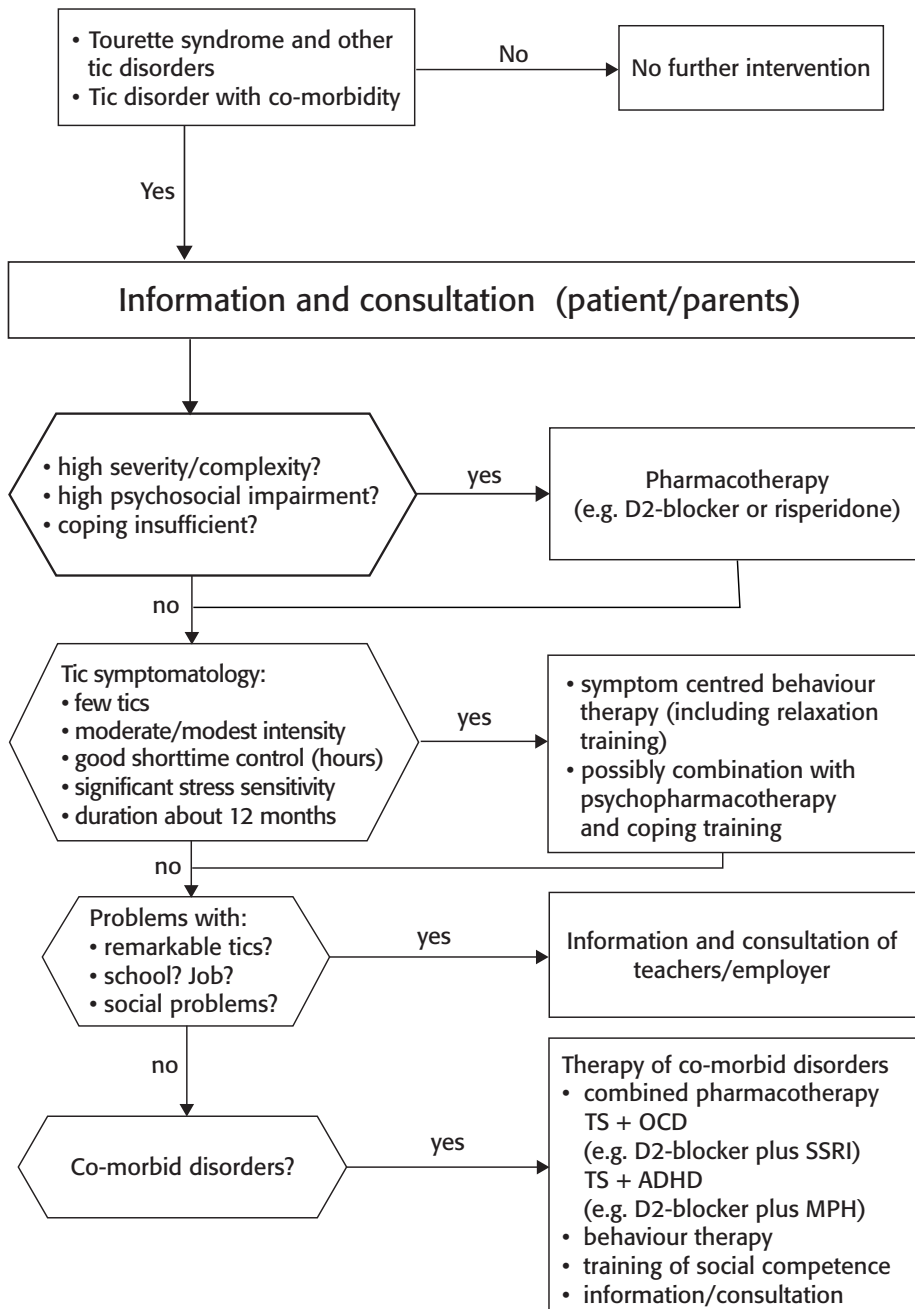 • Tourette syndrome and other
tic disorders
• Tic disorder with co-morbidity
No
No further intervention
Yes
Information and consultation (patient/parents)
• high severity/complexity?
• high psychosocial impairment?
• coping insufficient?
yes
Pharmacotherapy
(e.g. D2-blocker or risperidone)
no
Tic symptomatology:
• few tics
• moderate/modest intensity
• good shorttime control (hours)
• significant stress sensitivity
• duration about 12 months
yes
• symptom centred behaviour
therapy (including relaxation
training)
• possibly combination with
psychopharmacotherapy
and coping training
no
Problems with:
• remarkable tics?
• school? Job?
• social problems?
yes
Information and consultation of
teachers/employer
no
Co-morbid disorders?
yes
Therapy of co-morbid disorders
• combined pharmacotherapy
TS + OCD
(e.g. D2-blocker plus SSRI)
TS + ADHD
(e.g. D2-blocker plus MPH)
• behaviour therapy
• training of social competence
• information/consultation